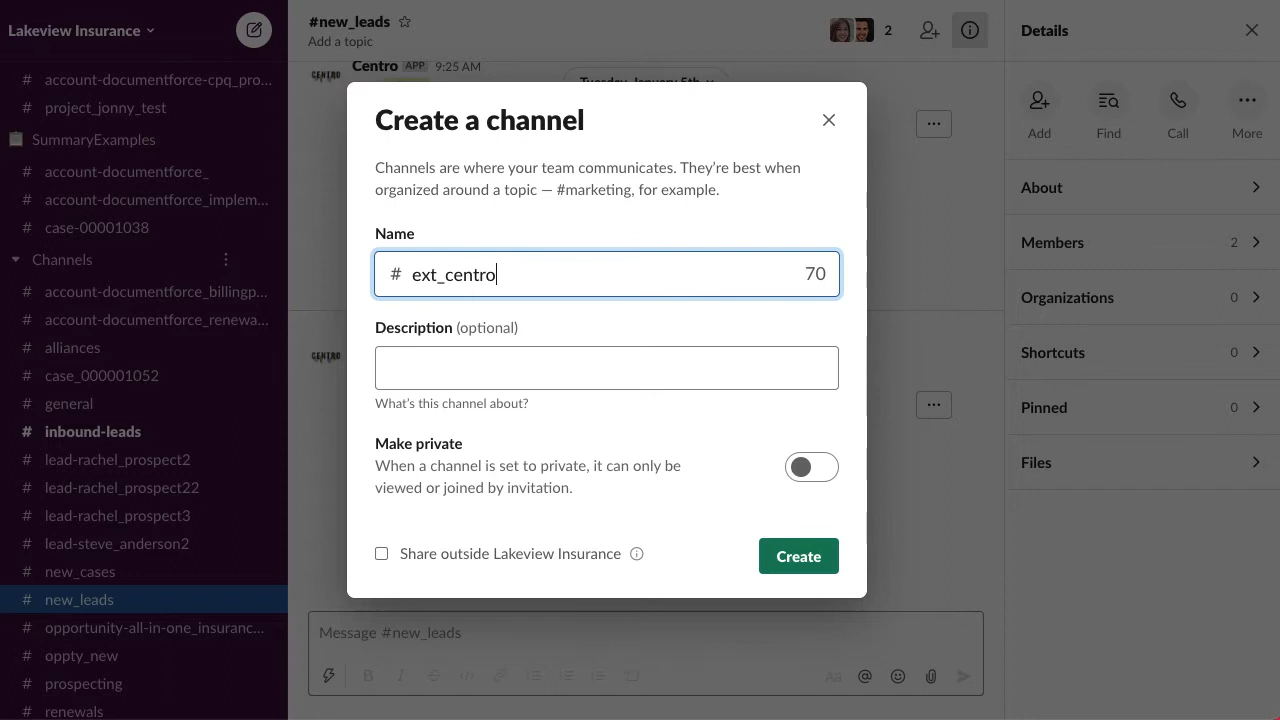 Lakeview Insurance
# account-documentforce-cpq_pro...
# project_jonny_test
SummaryExamples
# account-documentforce_
# account-documentforce_implem...
# case-00001038
Channels
# account-documentforce_billingp...
# account-documentforce_renewa...
# alliances
# case_000001052
# general
# inbound-leads
# lead-rachel_prospect2
# lead-rachel_prospect22
# lead-rachel_prospect3
# lead-steve_anderson2
# new_cases
# new_leads
# opportunity-all-in-one_insuranc...
# oppty_new
# prospecting
# renewals
#new_leads
Add a topic
2
CENTRO
Centro APP 9:25 AM
Tuesday, January 5th
CENTRO
Create a channel
Channels are where your team communicates. They're best when
organized around a topic — #marketing, for example.
Name
# ext_centro 70
Description (optional)
What's this channel about?
Make private
When a channel is set to private, it can only be
viewed or joined by invitation.
Share outside Lakeview Insurance
Create
Message #new_leads
B I S </>
Aa @
Details
Add Find Call More
About
Members 2
Organizations 0
Shortcuts 0
Pinned 0
Files